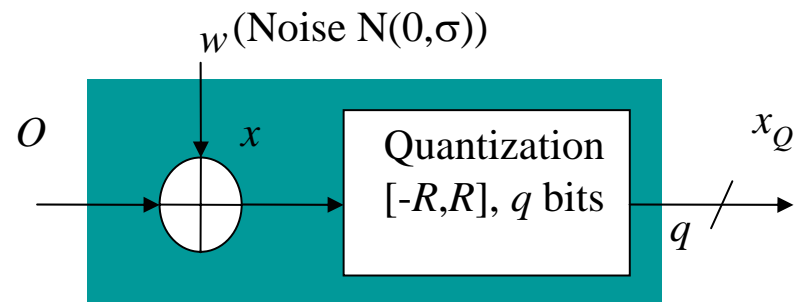 w (Noise N(0,σ))
O
x
x_Q
Quantization
[-R,R], q bits
q